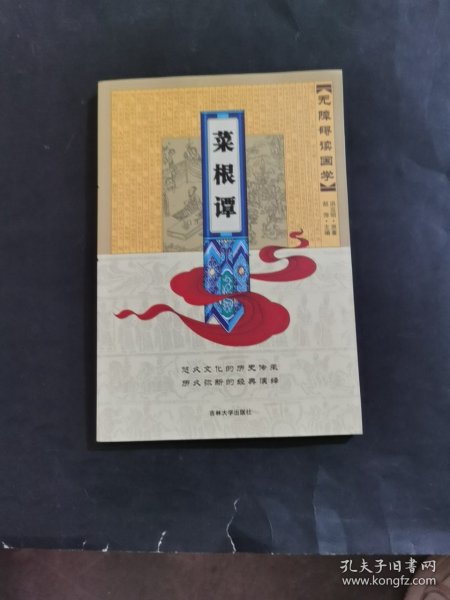 【无障碍读国学】
菜根谭
悠久文化的历史传承
历久弥新的经典演绎
吉林大学出版社
孔夫子旧书网
www.kongfz.com